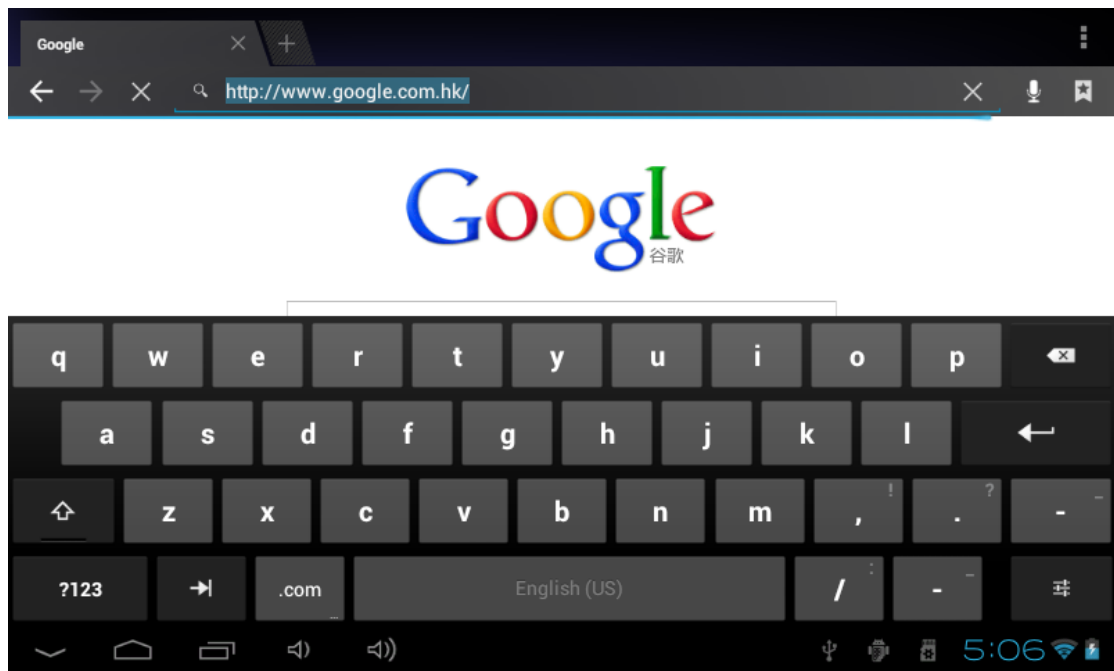 Google
http://www.google.com.hk/
Google
谷歌
q w e r t y u i o p
a s d f g h j k l
! ? _
z x c v b n m , . -
: _
?123 .com English (US) / -
...
5:06